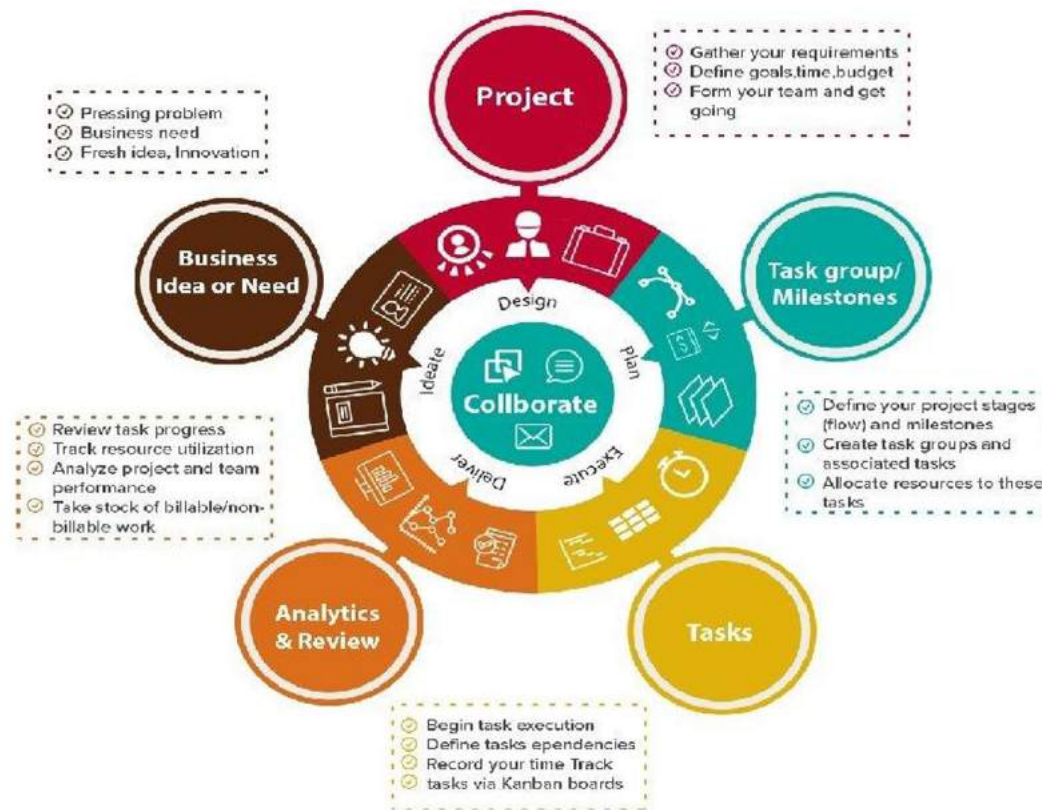 Project
Gather your requirements
Define goals,time,budget
Form your team and get
going
Pressing problem
Business need
Fresh idea, Innovation
Business
Idea or Need
Task group/
Milestones
Design
Plan
Execute
Deliver
Ideate
Collborate
Define your project stages
(flow) and milestones
Create task groups and
associated tasks
Allocate resources to these
tasks
Review task progress
Track resource utilization
Analyze project and team
performance
Take stock of billable/non-
billable work
Analytics
& Review
Tasks
Begin task execution
Define tasks ependencies
Record your time Track
tasks via Kanban boards